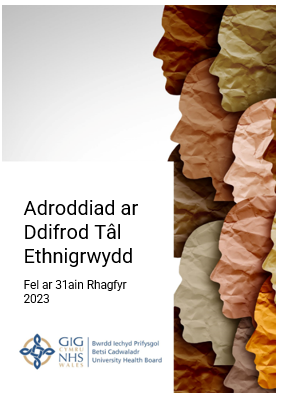 Adroddiad ar
Ddifrod Tâl
Ethnigrwydd
Fel ar 31ain Rhagfyr
2023
GIG
CYMRU
NHS
WALES
Bwrdd Iechyd Prifysgol
Betsi Cadwaladr
University Health Board